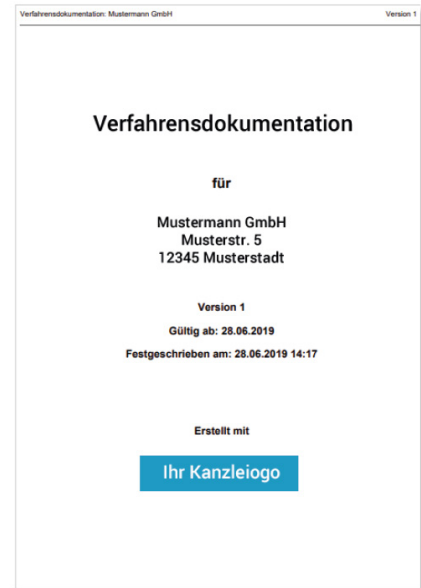 Verfahrensdokumentation: Mustermann GmbH Version 1
Verfahrensdokumentation
für
Mustermann GmbH
Musterstr. 5
12345 Musterstadt
Version 1
Gültig ab: 28.06.2019
Festgeschrieben am: 28.06.2019 14:17
Erstellt mit
Ihr Kanzleiogo